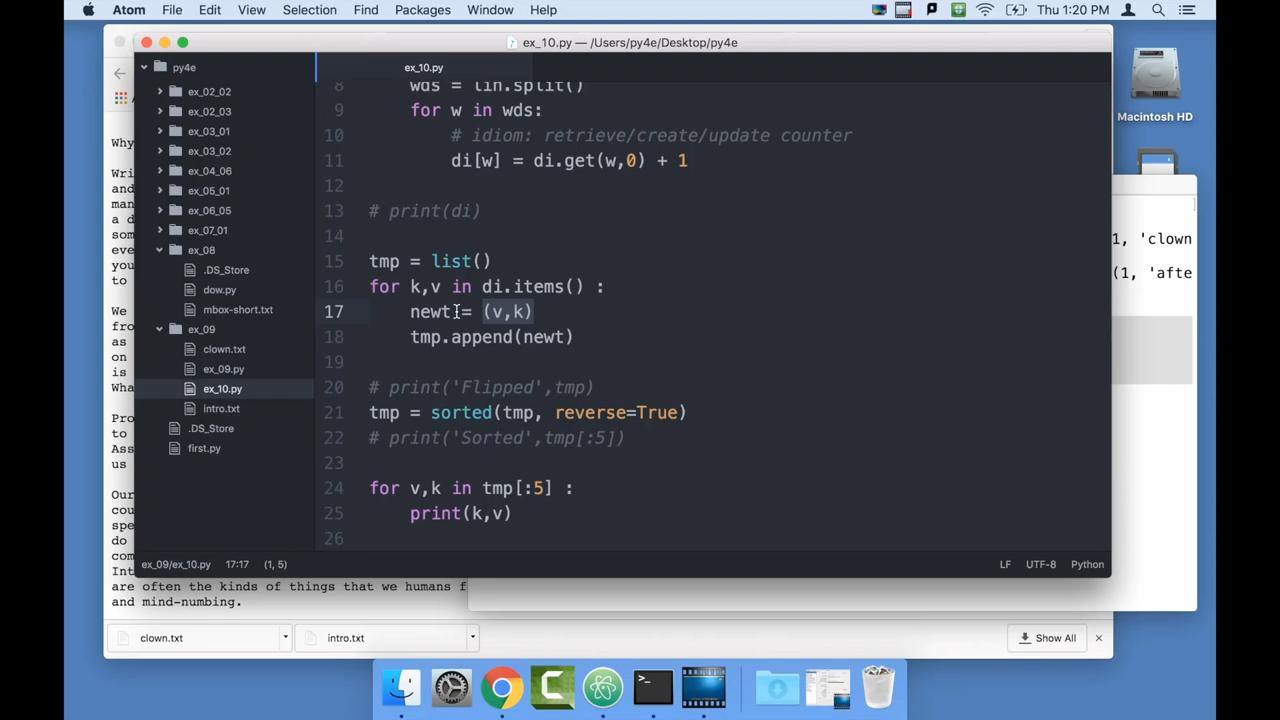 Atom File Edit View Selection Find Packages Window Help Thu 1:20 PM
ex_10.py — /Users/py4e/Desktop/py4e
py4e
ex_02_02
ex_02_03
ex_03_01
ex_03_02
ex_04_06
ex_05_01
ex_06_05
ex_07_01
ex_08
.DS_Store
dow.py
mbox-short.txt
ex_09
clown.txt
ex_09.py
ex_10.py
intro.txt
.DS_Store
first.py
ex_10.py
8 wds = lin.split()
9 for w in wds:
10 # idiom: retrieve/create/update counter
11 di[w] = di.get(w,0) + 1
12
13 # print(di)
14
15 tmp = list()
16 for k,v in di.items() :
17 newt = (v,k)
18 tmp.append(newt)
19
20 # print('Flipped',tmp)
21 tmp = sorted(tmp, reverse=True)
22 # print('Sorted',tmp[:5])
23
24 for v,k in tmp[:5] :
25 print(k,v)
26
ex_09/ex_10.py 17:17 (1, 5) LF UTF-8 Python
Macintosh HD
]
1, 'clown
(1, 'afte
Why
Wri
and
man
a d
som
eve
you
to
We
fro
as
on
is
Wha
Pro
to
Ass
us
Our
cou
spe
do
com
Int
are often the kinds of things that we humans f
and mind-numbing.
clown.txt intro.txt Show All